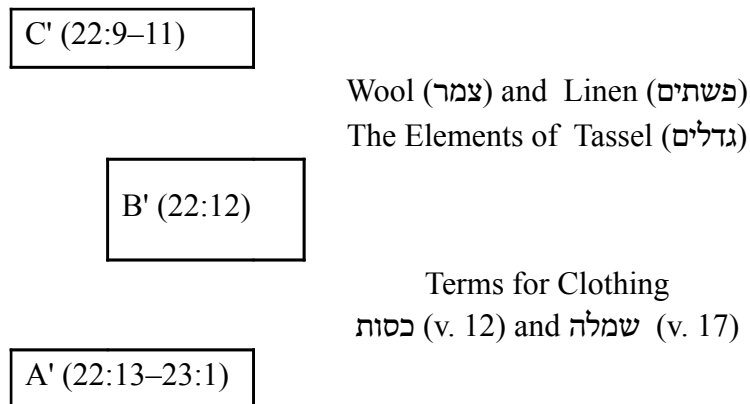 C' (22:9–11)
Wool (צמר) and Linen (פשתים)
The Elements of Tassel (גדלים)
B' (22:12)
Terms for Clothing
כסות (v. 12) and שמלה (v. 17)
A' (22:13–23:1)